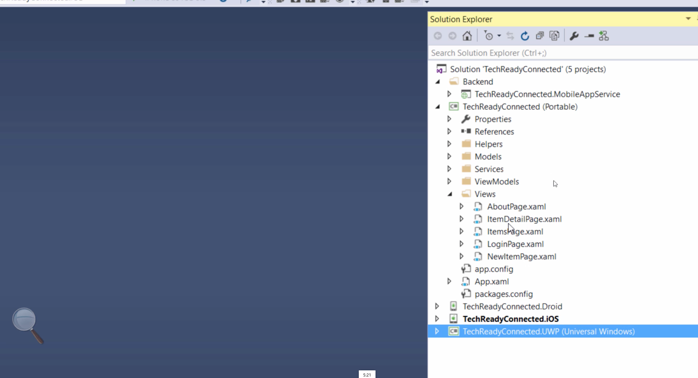 Solution Explorer
Search Solution Explorer (Ctrl+;)
Solution 'TechReadyConnected' (5 projects)
Backend
TechReadyConnected.MobileAppService
TechReadyConnected (Portable)
Properties
References
Helpers
Models
Services
ViewModels
Views
AboutPage.xaml
ItemDetailPage.xaml
ItemsPage.xaml
LoginPage.xaml
NewItemPage.xaml
app.config
App.xaml
packages.config
TechReadyConnected.Droid
TechReadyConnected.iOS
TechReadyConnected.UWP (Universal Windows)
5:21